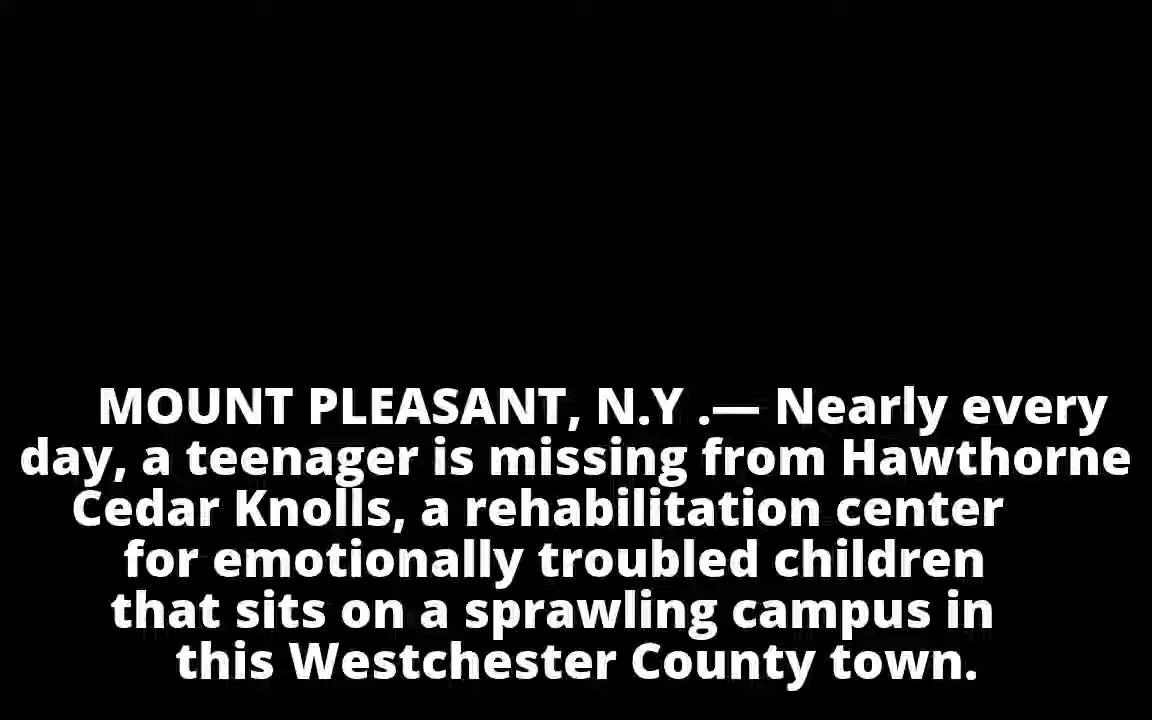 MOUNT PLEASANT, N.Y .— Nearly every
day, a teenager is missing from Hawthorne
Cedar Knolls, a rehabilitation center
for emotionally troubled children
that sits on a sprawling campus in
this Westchester County town.